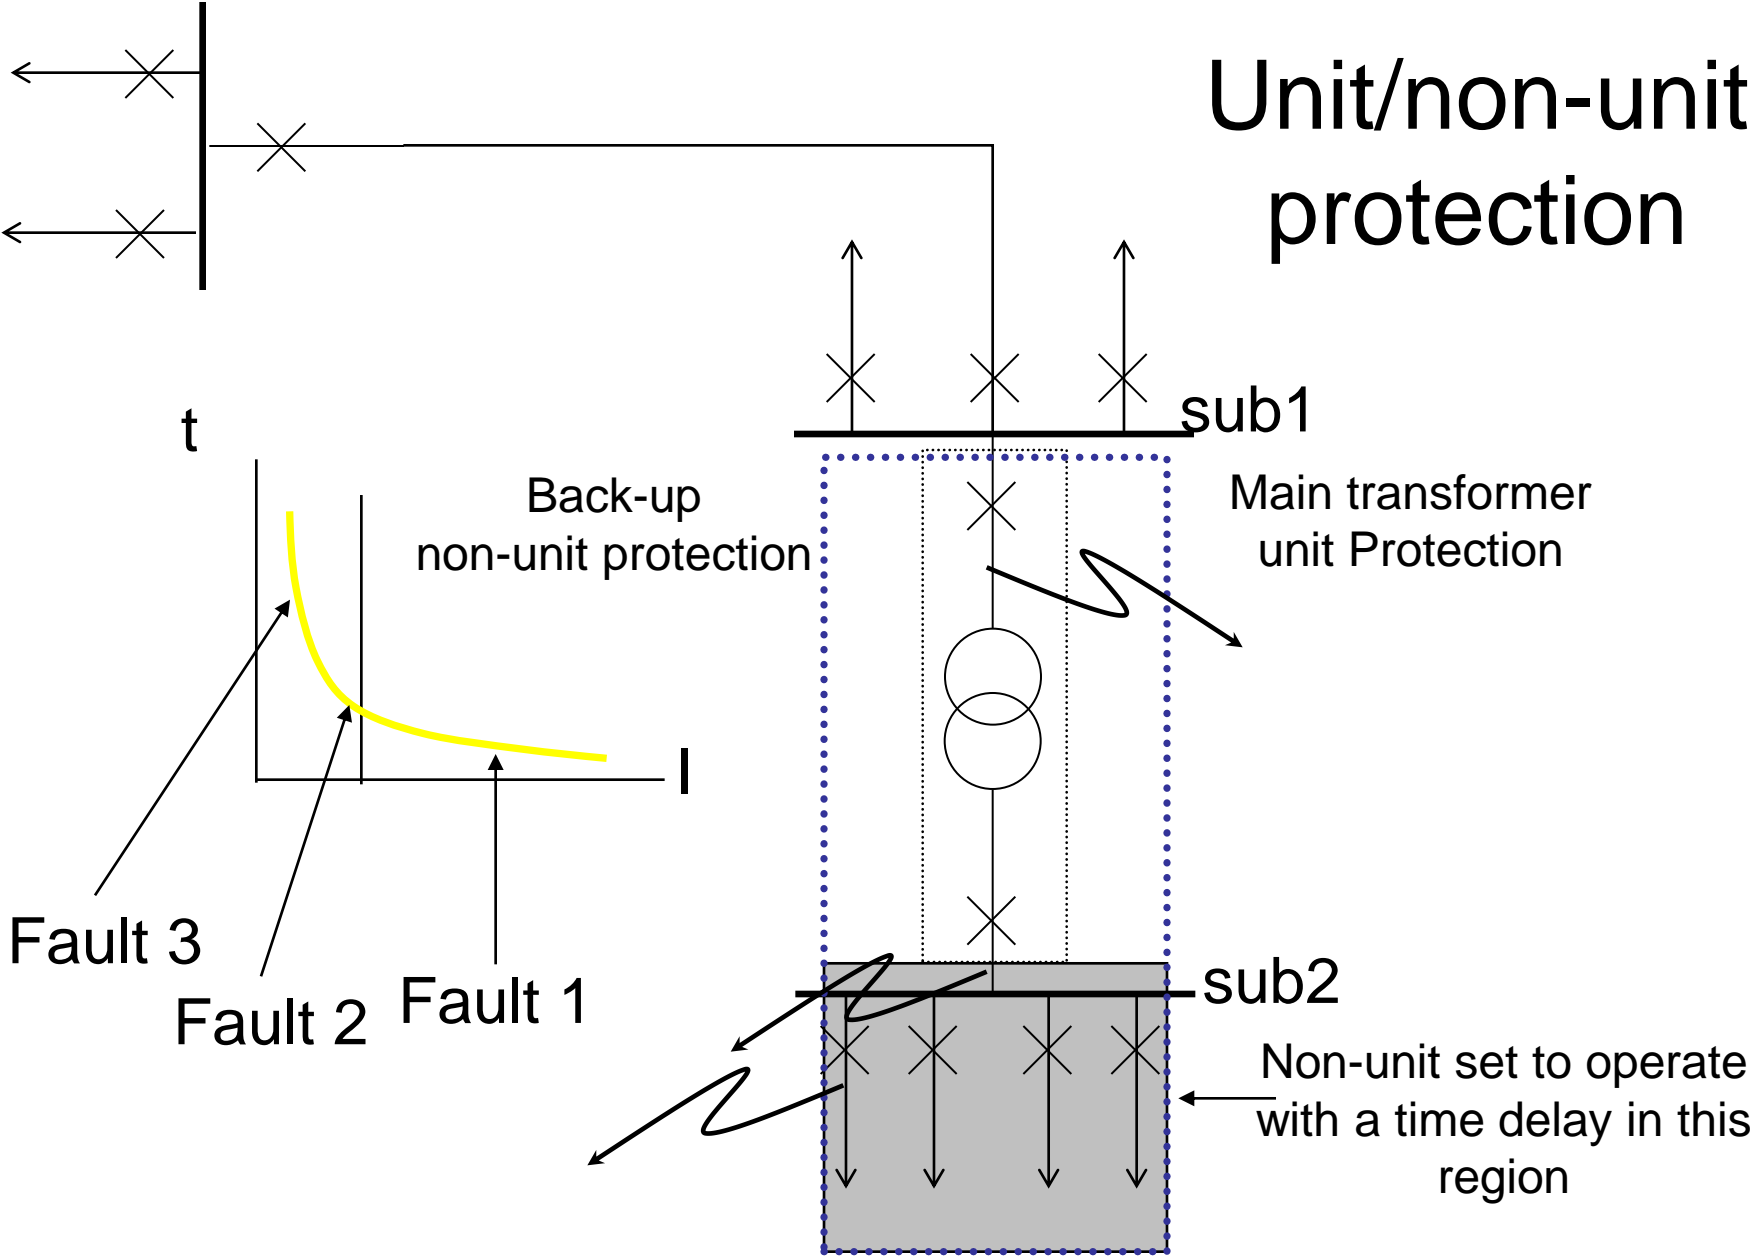 Unit/non-unit
protection
sub1
t
Back-up
non-unit protection
Main transformer
unit Protection
I
Fault 3
Fault 2
Fault 1
sub2
Non-unit set to operate
with a time delay in this
region